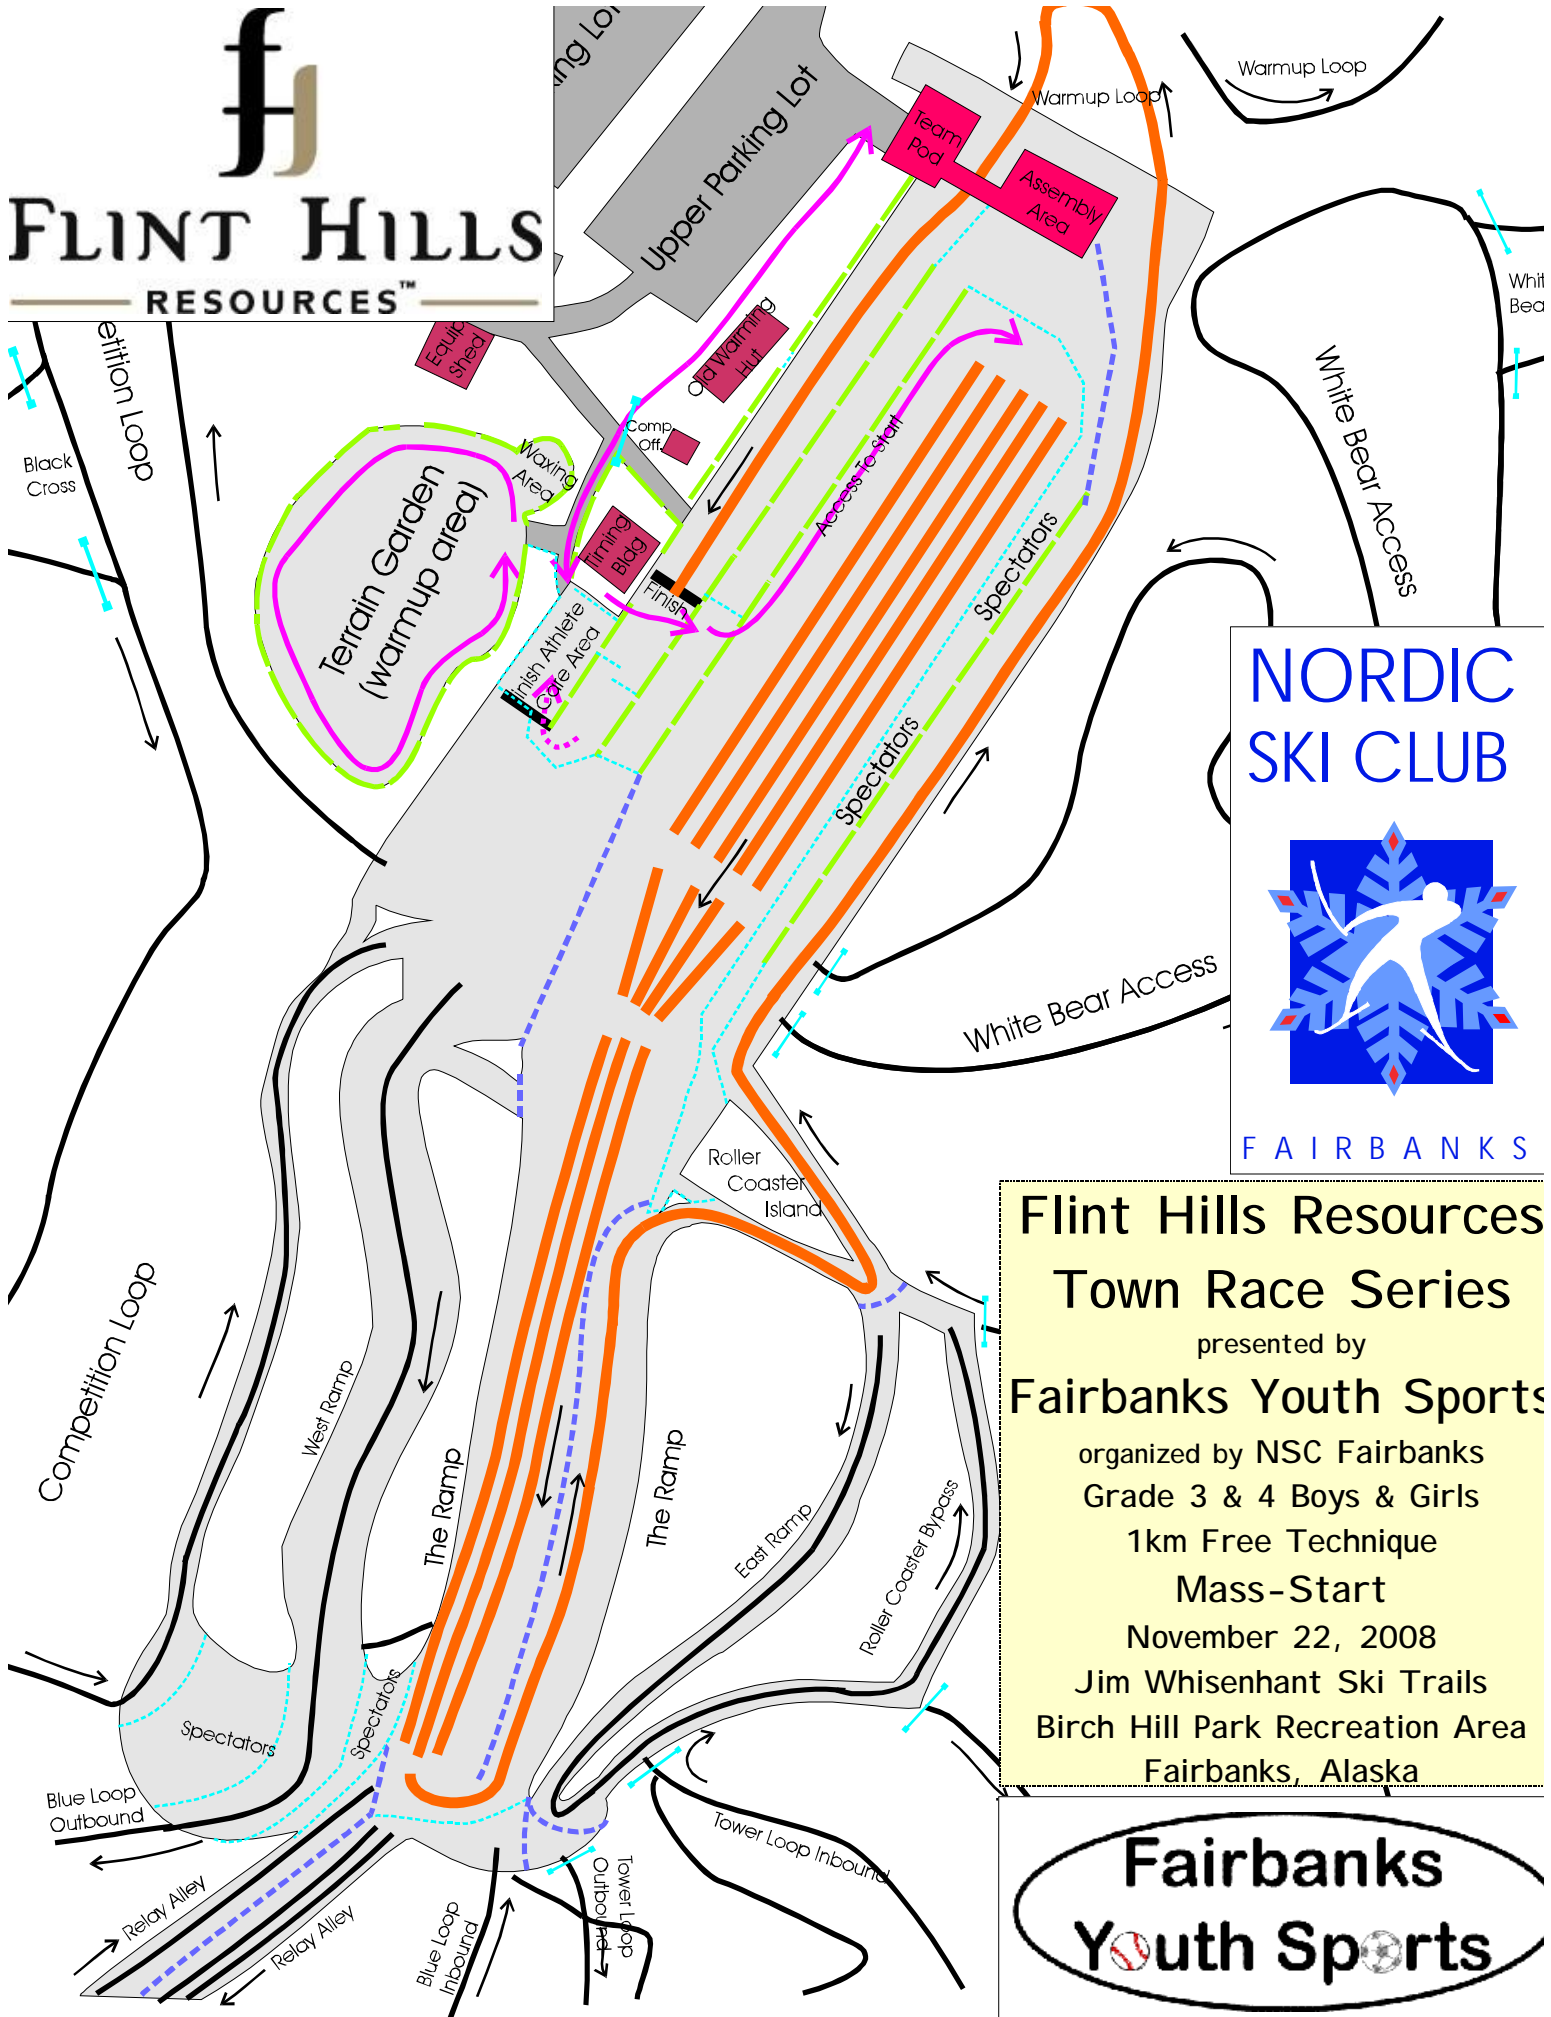 FLINT HILLS
RESOURCES™
Upper Parking Lot
Warmup Loop
Warmup Loop
Team
Pod
Assembly
Area
Equip
Shed
Old Warming
Hut
Comp.
Off.
Waxing
Area
Timing
Bldg
Finish
Access To Start
Black
Cross
Terrain Garden
(warmup area)
Finish Athlete
Care Area
Spectators
Spectators
White Bear Access
White Bear Access
NORDIC
SKI CLUB
FAIRBANKS
Roller
Coaster
Island
Competition Loop
West Ramp
The Ramp
The Ramp
East Ramp
Roller Coaster Bypass
Spectators
Spectators
Blue Loop
Outbound
Relay Alley
Relay Alley
Blue Loop
Inbound
Tower Loop
Outbound
Tower Loop Inbound
Flint Hills Resources
Town Race Series
presented by
Fairbanks Youth Sports
organized by NSC Fairbanks
Grade 3 & 4 Boys & Girls
1km Free Technique
Mass-Start
November 22, 2008
Jim Whisenhant Ski Trails
Birch Hill Park Recreation Area
Fairbanks, Alaska
Fairbanks
Youth Sports